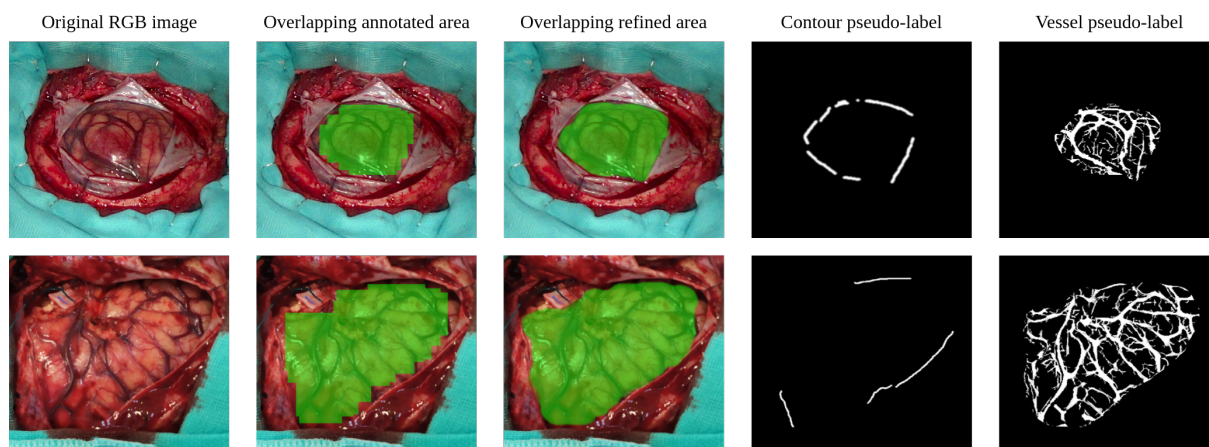 Original RGB image
Overlapping annotated area
Overlapping refined area
Contour pseudo-label
Vessel pseudo-label